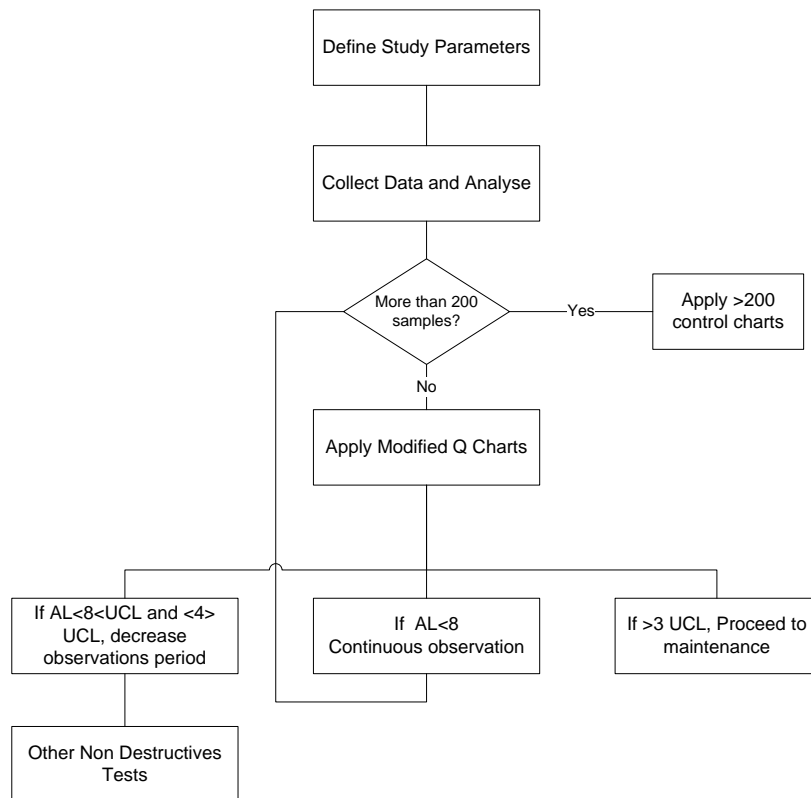 Define Study Parameters
Collect Data and Analyse
More than 200
samples?
Yes
Apply >200
control charts
No
Apply Modified Q Charts
If AL<8<UCL and <4>
UCL, decrease
observations period
If  AL<8
Continuous observation
If >3 UCL, Proceed to
maintenance
Other Non Destructives
Tests